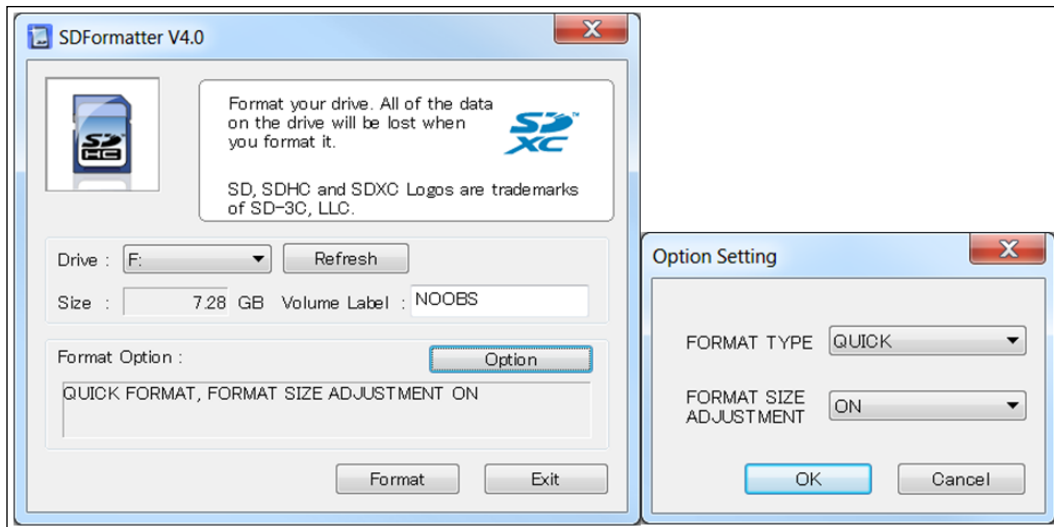 SDFormatter V4.0
Format your drive. All of the data
on the drive will be lost when
you format it.
SD, SDHC and SDXC Logos are trademarks
of SD-3C, LLC.
SD
HC
SD™
XC
Drive : F: Refresh
Size : 7.28 GB Volume Label : NOOBS
Format Option : Option
QUICK FORMAT, FORMAT SIZE ADJUSTMENT ON
Format Exit
Option Setting
FORMAT TYPE QUICK
FORMAT SIZE
ADJUSTMENT ON
OK Cancel